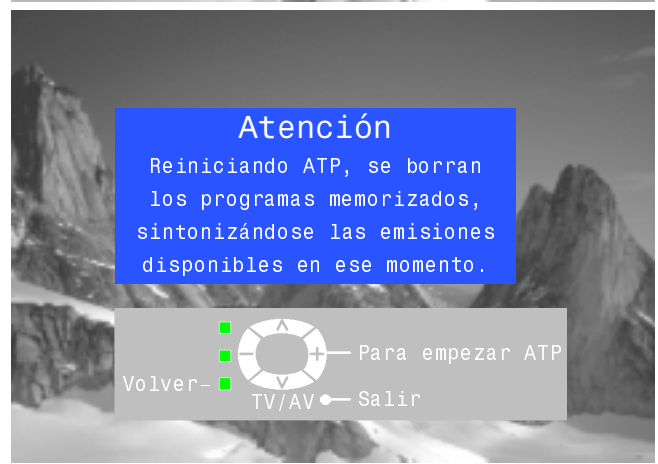 Atención
Reiniciando ATP, se borran
los programas memorizados,
sintonizándose las emisiones
disponibles en ese momento.
Para empezar ATP
Volver
TV/AV Salir